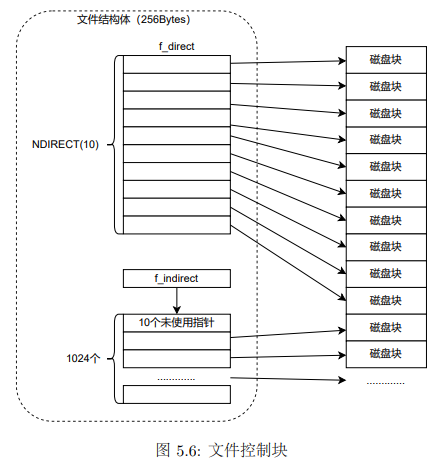 文件结构体（256Bytes）
f_direct
NDIRECT(10)
磁盘块
磁盘块
磁盘块
磁盘块
磁盘块
磁盘块
磁盘块
磁盘块
磁盘块
磁盘块
磁盘块
磁盘块
.............
f_indirect
10个未使用指针
1024个
.............
图 5.6: 文件控制块